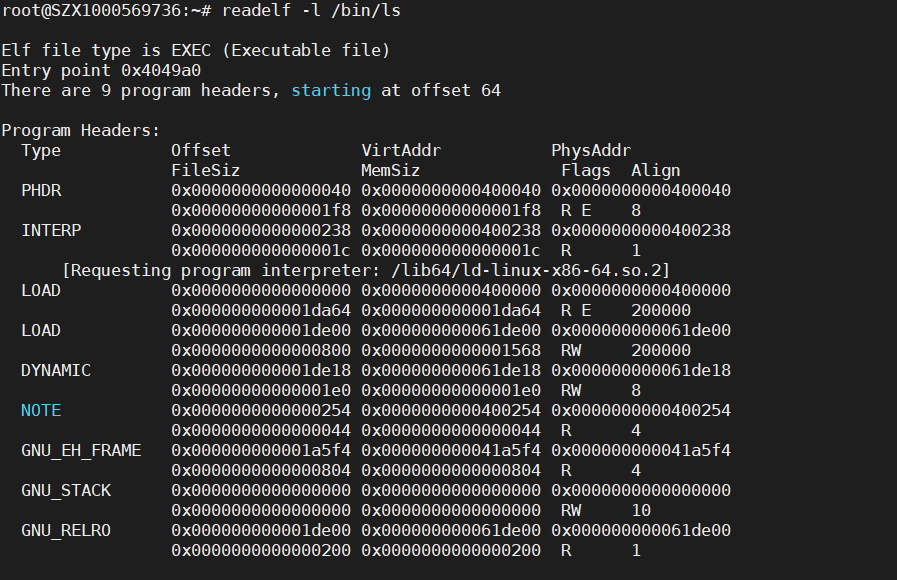 root@SZX1000569736:~# readelf -l /bin/ls
Elf file type is EXEC (Executable file)
Entry point 0x4049a0
There are 9 program headers, starting at offset 64
Program Headers:
  Type           Offset             VirtAddr           PhysAddr
                 FileSiz            MemSiz              Flags  Align
  PHDR           0x0000000000000040 0x0000000000400040 0x0000000000400040
                 0x00000000000001f8 0x00000000000001f8  R E    8
  INTERP         0x0000000000000238 0x0000000000400238 0x0000000000400238
                 0x000000000000001c 0x000000000000001c  R      1
      [Requesting program interpreter: /lib64/ld-linux-x86-64.so.2]
  LOAD           0x0000000000000000 0x0000000000400000 0x0000000000400000
                 0x000000000001da64 0x000000000001da64  R E    200000
  LOAD           0x000000000001de00 0x000000000061de00 0x000000000061de00
                 0x0000000000000800 0x0000000000001568  RW     200000
  DYNAMIC        0x000000000001de18 0x000000000061de18 0x000000000061de18
                 0x00000000000001e0 0x00000000000001e0  RW     8
  NOTE           0x0000000000000254 0x0000000000400254 0x0000000000400254
                 0x0000000000000044 0x0000000000000044  R      4
  GNU_EH_FRAME   0x000000000001a5f4 0x000000000041a5f4 0x000000000041a5f4
                 0x0000000000000804 0x0000000000000804  R      4
  GNU_STACK      0x0000000000000000 0x0000000000000000 0x0000000000000000
                 0x0000000000000000 0x0000000000000000  RW     10
  GNU_RELRO      0x000000000001de00 0x000000000061de00 0x000000000061de00
                 0x0000000000000200 0x0000000000000200  R      1